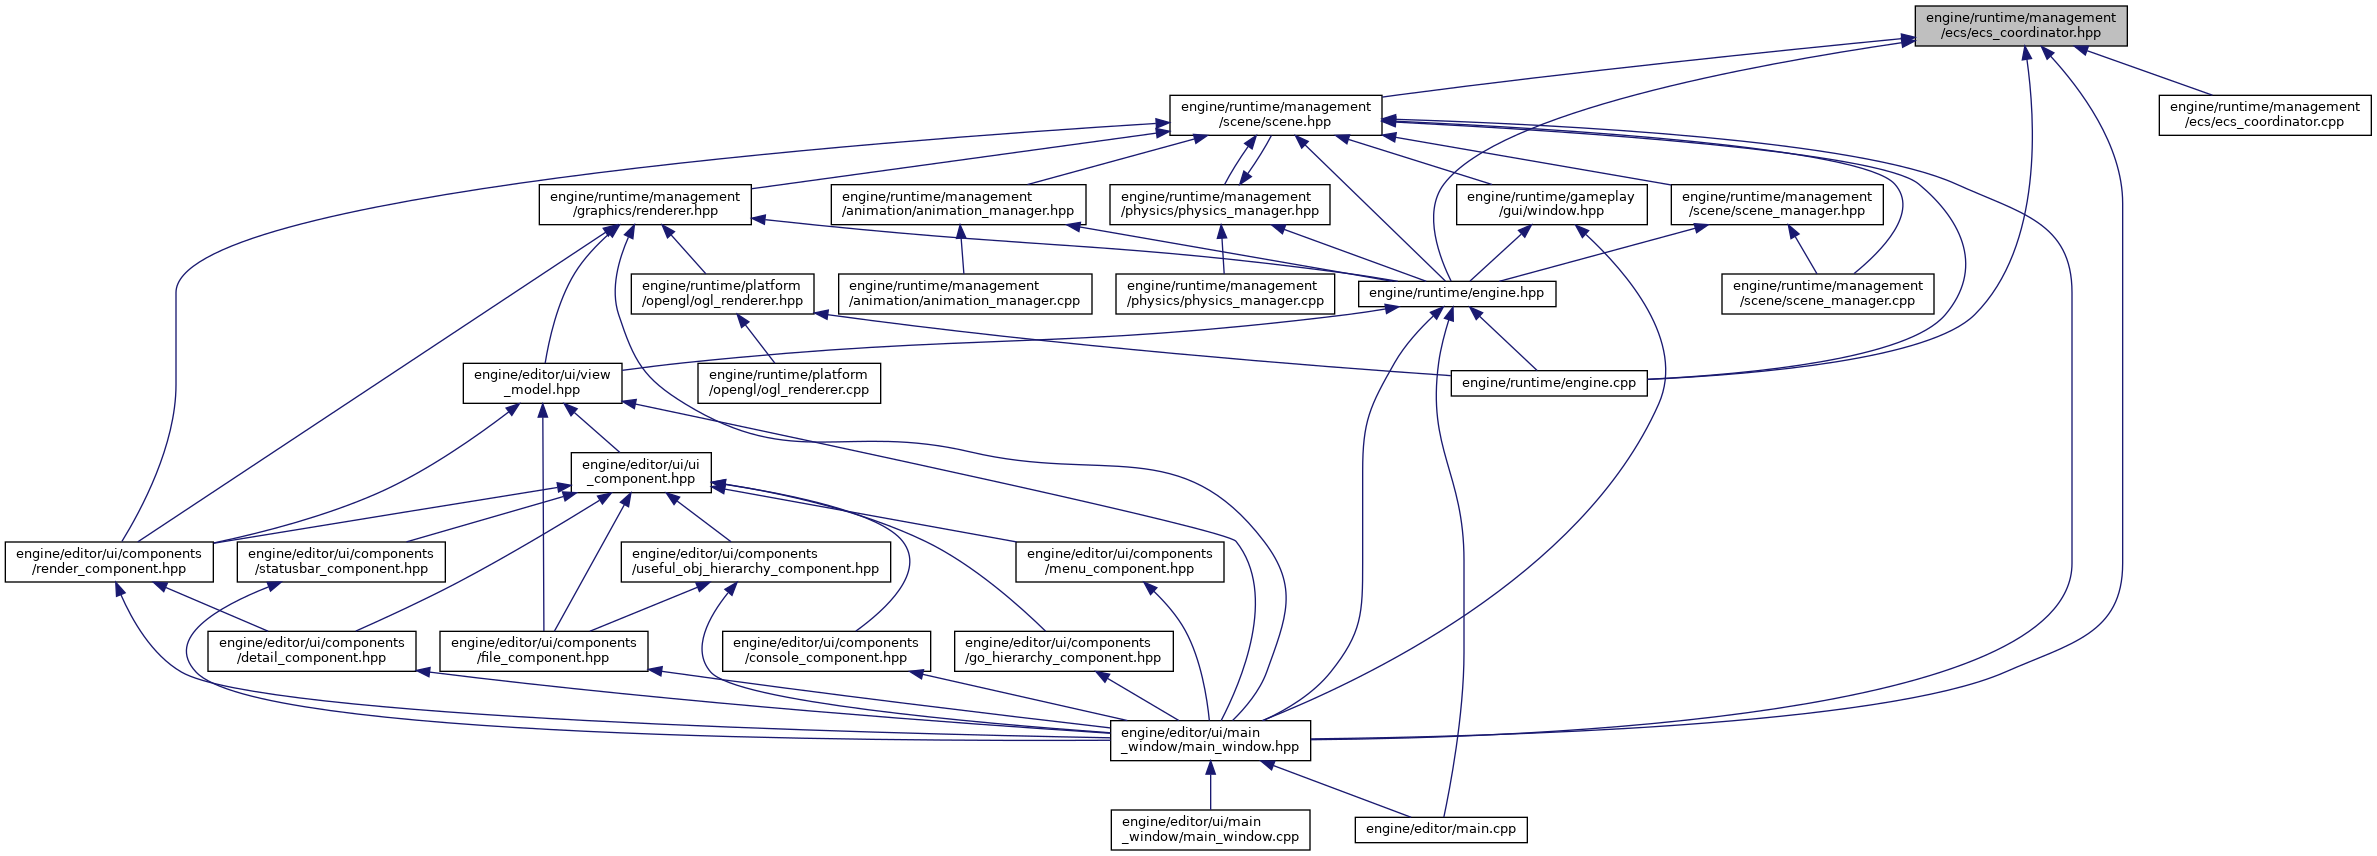 engine/runtime/management
/ecs/ecs_coordinator.hpp
engine/runtime/management
/scene/scene.hpp
engine/runtime/management
/ecs/ecs_coordinator.cpp
engine/runtime/management
/graphics/renderer.hpp
engine/runtime/management
/animation/animation_manager.hpp
engine/runtime/management
/physics/physics_manager.hpp
engine/runtime/gameplay
/gui/window.hpp
engine/runtime/management
/scene/scene_manager.hpp
engine/runtime/platform
/opengl/ogl_renderer.hpp
engine/runtime/management
/animation/animation_manager.cpp
engine/runtime/management
/physics/physics_manager.cpp
engine/runtime/engine.hpp
engine/runtime/management
/scene/scene_manager.cpp
engine/editor/ui/view
_model.hpp
engine/runtime/platform
/opengl/ogl_renderer.cpp
engine/runtime/engine.cpp
engine/editor/ui/ui
_component.hpp
engine/editor/ui/components
/render_component.hpp
engine/editor/ui/components
/statusbar_component.hpp
engine/editor/ui/components
/useful_obj_hierarchy_component.hpp
engine/editor/ui/components
/menu_component.hpp
engine/editor/ui/components
/detail_component.hpp
engine/editor/ui/components
/file_component.hpp
engine/editor/ui/components
/console_component.hpp
engine/editor/ui/components
/go_hierarchy_component.hpp
engine/editor/ui/main
_window/main_window.hpp
engine/editor/ui/main
_window/main_window.cpp
engine/editor/main.cpp